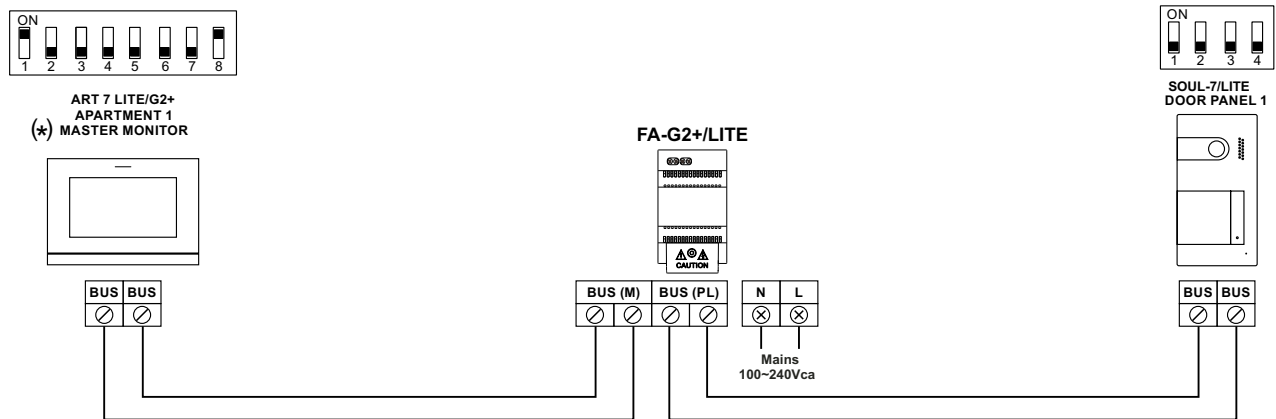 ON
1 2 3 4 5 6 7 8
ART 7 LITE/G2+
APARTMENT 1
(*) MASTER MONITOR
BUS BUS
FA-G2+/LITE
CAUTION
BUS (M) BUS (PL) N L
Mains
100~240Vca
ON
1 2 3 4
SOUL-7/LITE
DOOR PANEL 1
BUS BUS